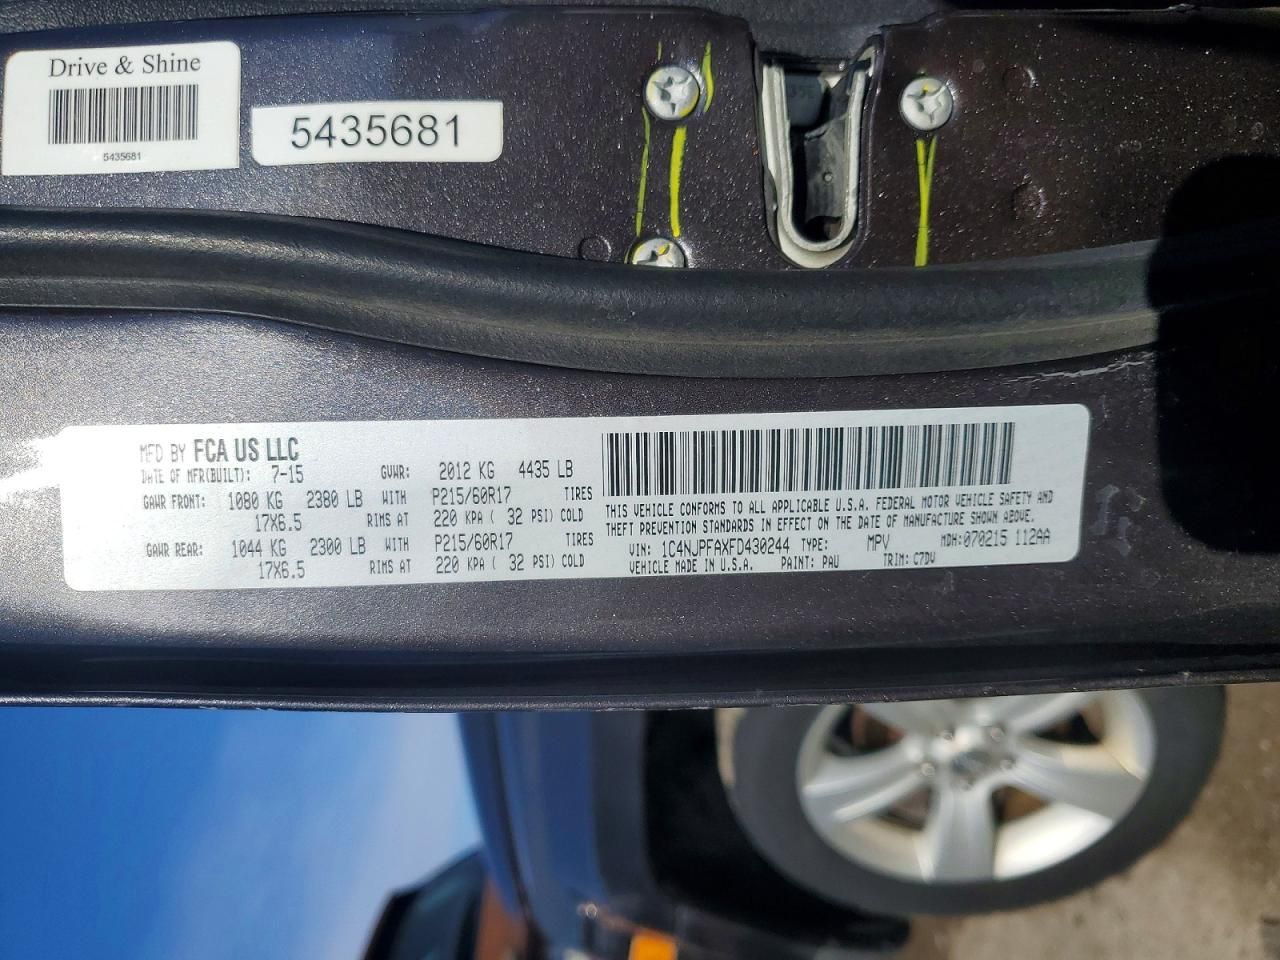 Drive & Shine
5435681
5435681
MFD BY FCA US LLC
DATE OF MFR(BUILT): 7-15 GVWR: 2012 KG 4435 LB
GAWR FRONT: 1080 KG 2380 LB WITH P215/60R17 TIRES
17X6.5 RIMS AT 220 KPA ( 32 PSI) COLD
GAWR REAR: 1044 KG 2300 LB WITH P215/60R17 TIRES
17X6.5 RIMS AT 220 KPA ( 32 PSI) COLD
THIS VEHICLE CONFORMS TO ALL APPLICABLE U.S.A. FEDERAL MOTOR VEHICLE SAFETY AND
THEFT PREVENTION STANDARDS IN EFFECT ON THE DATE OF MANUFACTURE SHOWN ABOVE.
VIN: 1C4NJPFAXFD430244 TYPE: MPV MDH:070215 112AA
VEHICLE MADE IN U.S.A. PAINT: PAU TRIM: C7DV